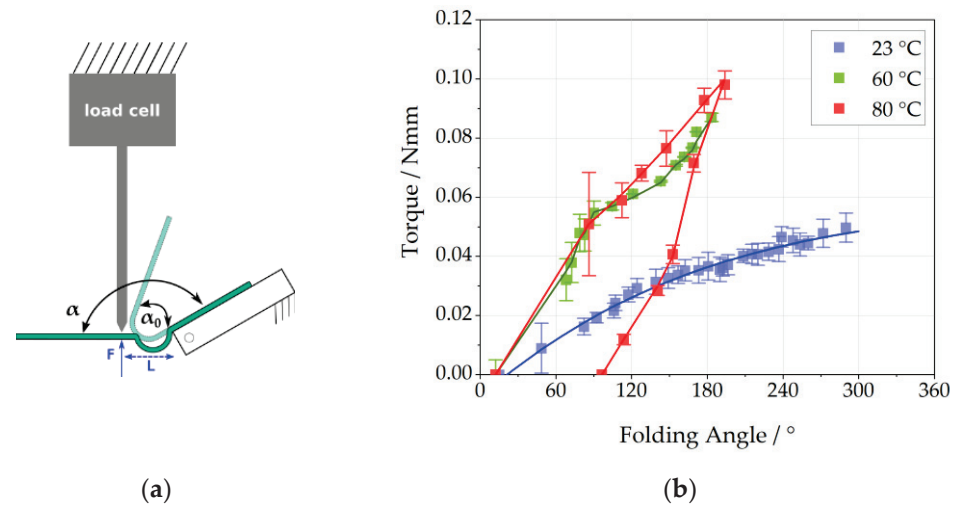 load cell
α
α0
F
L
(a)
0.12
0.10
0.08
0.06
0.04
0.02
0.00
Torque / Nmm
0
60
120
180
240
300
360
Folding Angle / °
23 °C
60 °C
80 °C
(b)